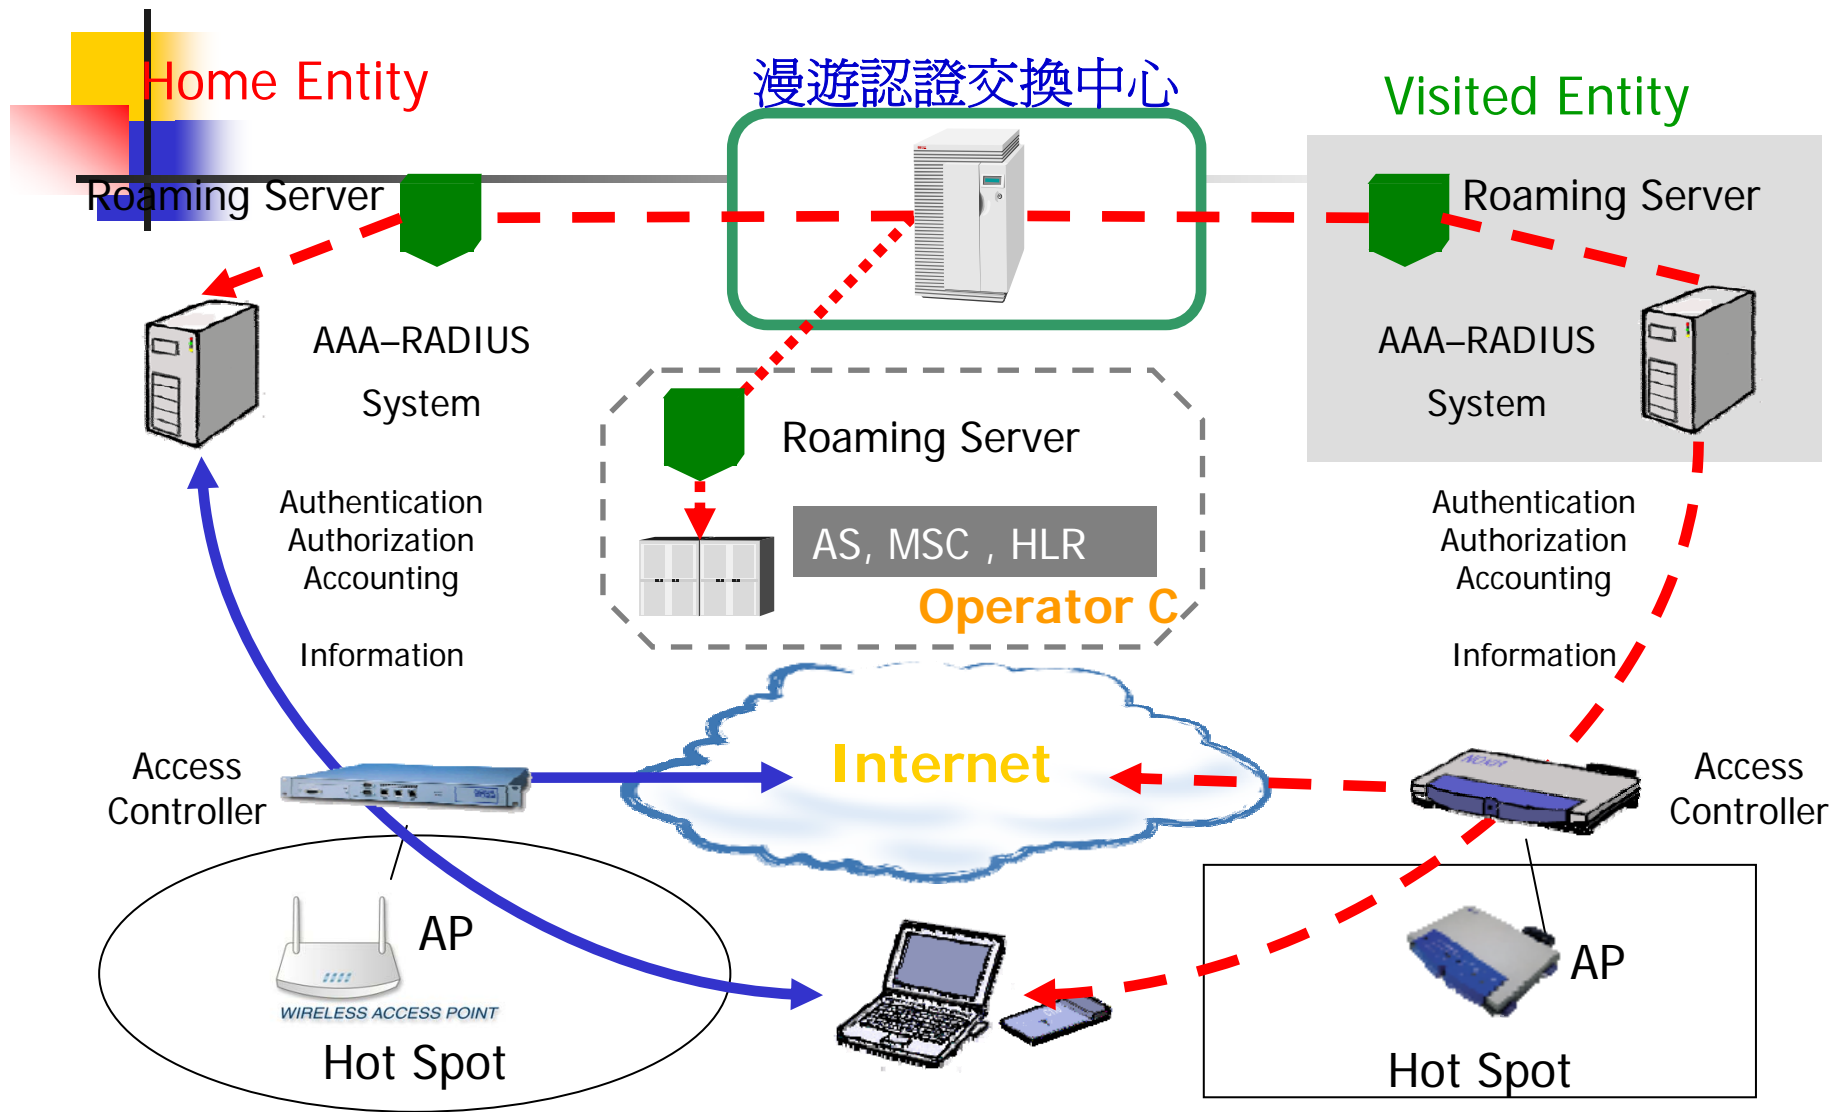 Home Entity
漫遊認證交換中心
Visited Entity
Roaming Server
Roaming Server
AAA–RADIUS
System
AAA–RADIUS
System
Roaming Server
AS, MSC , HLR
Operator C
Authentication
Authorization
Accounting
Information
Authentication
Authorization
Accounting
Information
Internet
Access
Controller
NOKIA
Access
Controller
AP
WIRELESS ACCESS POINT
Hot Spot
AP
Hot Spot